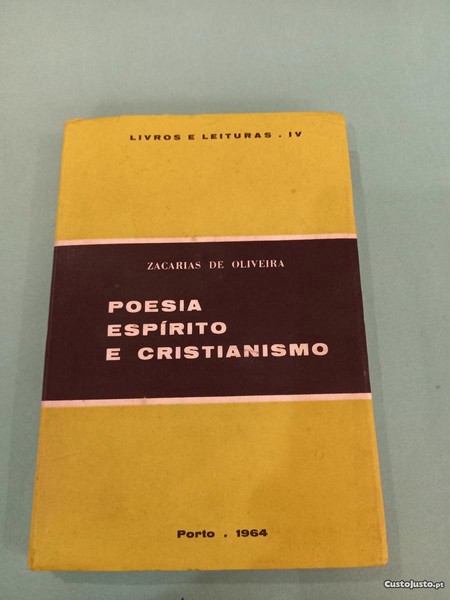 LIVROS E LEITURAS . IV
ZACARIAS DE OLIVEIRA
POESIA
ESPÍRITO
E CRISTIANISMO
Porto . 1964
CustoJusto.pt